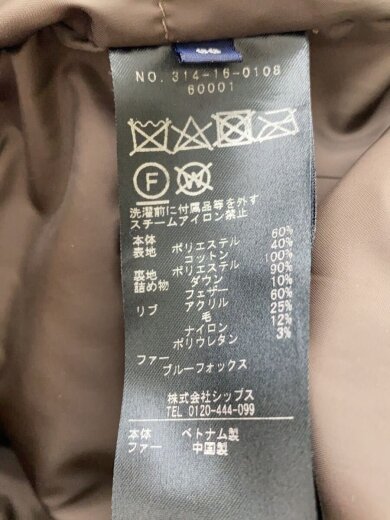 NO. 314-16-0108
60001
F W
洗濯前に付属品等を外す
スチームアイロン禁止
本体
表地 ポリエステル 60%
コットン 40%
裏地 ポリエステル 100%
詰め物 ダウン 90%
フェザー 10%
リブ アクリル 60%
毛 25%
ナイロン 12%
ポリウレタン 3%
ファー
ブルーフォックス
株式会社シップス
TEL 0120-444-099
本体 ベトナム製
ファー 中国製